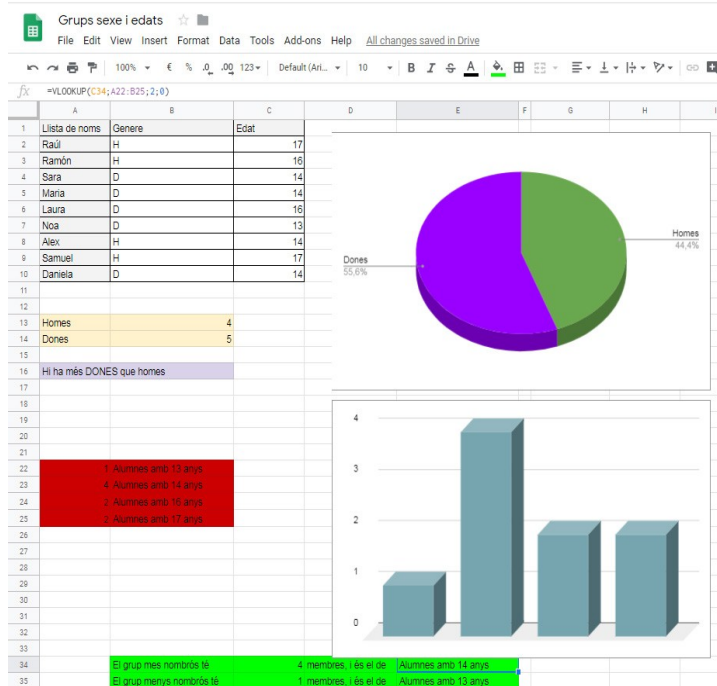 Grups sexe i edats
File Edit View Insert Format Data Tools Add-ons Help All changes saved in Drive
100% € % .0 .00 123 Default (Ari... 10 B I S A
fx =VLOOKUP(C34;A22:B25;2;0)
A B C D E F G H
1 Llista de noms Genere Edat
2 Raúl H 17
3 Ramón H 16
4 Sara D 14
5 Maria D 14
6 Laura D 16
7 Noa D 13
8 Alex H 14
9 Samuel H 17
10 Daniela D 14
11
12
13 Homes 4
14 Dones 5
15
16 Hi ha més DONES que homes
17
18
19
20
21
22 1 Alumnes amb 13 anys
23 4 Alumnes amb 14 anys
24 2 Alumnes amb 16 anys
25 2 Alumnes amb 17 anys
26
27
28
29
30
31
32
33
34 El grup mes nombrós té 4 membres, i és el de Alumnes amb 14 anys
35 El grup menys nombrós té 1 membres, i és el de Alumnes amb 13 anys
Homes
44,4%
Dones
55,6%
4
3
2
1
0